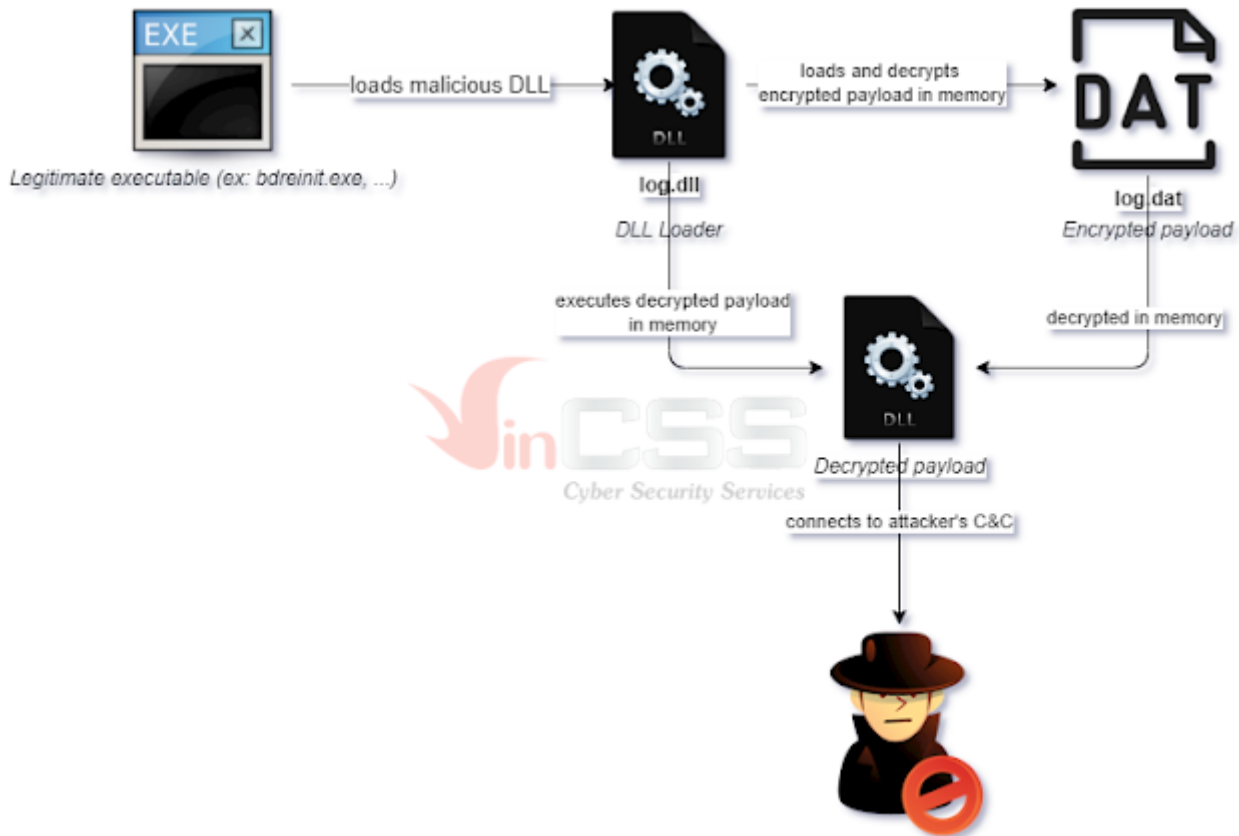 EXE
loads malicious DLL
DLL
loads and decrypts
encrypted payload in memory
DAT
Legitimate executable (ex: bdreinit.exe, ...)
log.dll
DLL Loader
log.dat
Encrypted payload
executes decrypted payload
in memory
decrypted in memory
DLL
VinCSS
Cyber Security Services
Decrypted payload
connects to attacker's C&C